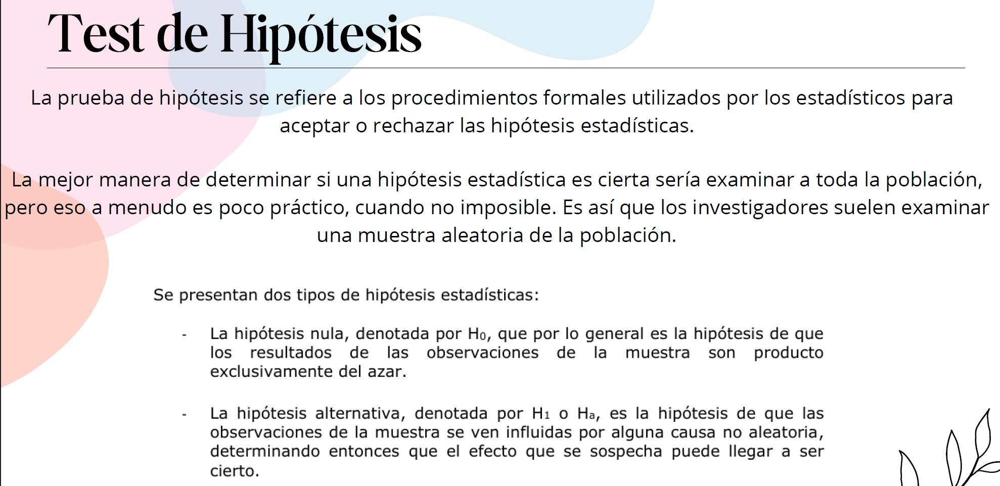 Test de Hipótesis
La prueba de hipótesis se refiere a los procedimientos formales utilizados por los estadísticos para
aceptar o rechazar las hipótesis estadísticas.
La mejor manera de determinar si una hipótesis estadística es cierta sería examinar a toda la población,
pero eso a menudo es poco práctico, cuando no imposible. Es así que los investigadores suelen examinar
una muestra aleatoria de la población.
Se presentan dos tipos de hipótesis estadísticas:
- La hipótesis nula, denotada por H₀, que por lo general es la hipótesis de que
los resultados de las observaciones de la muestra son producto
exclusivamente del azar.
- La hipótesis alternativa, denotada por H₁ o Hₐ, es la hipótesis de que las
observaciones de la muestra se ven influidas por alguna causa no aleatoria,
determinando entonces que el efecto que se sospecha puede llegar a ser
cierto.